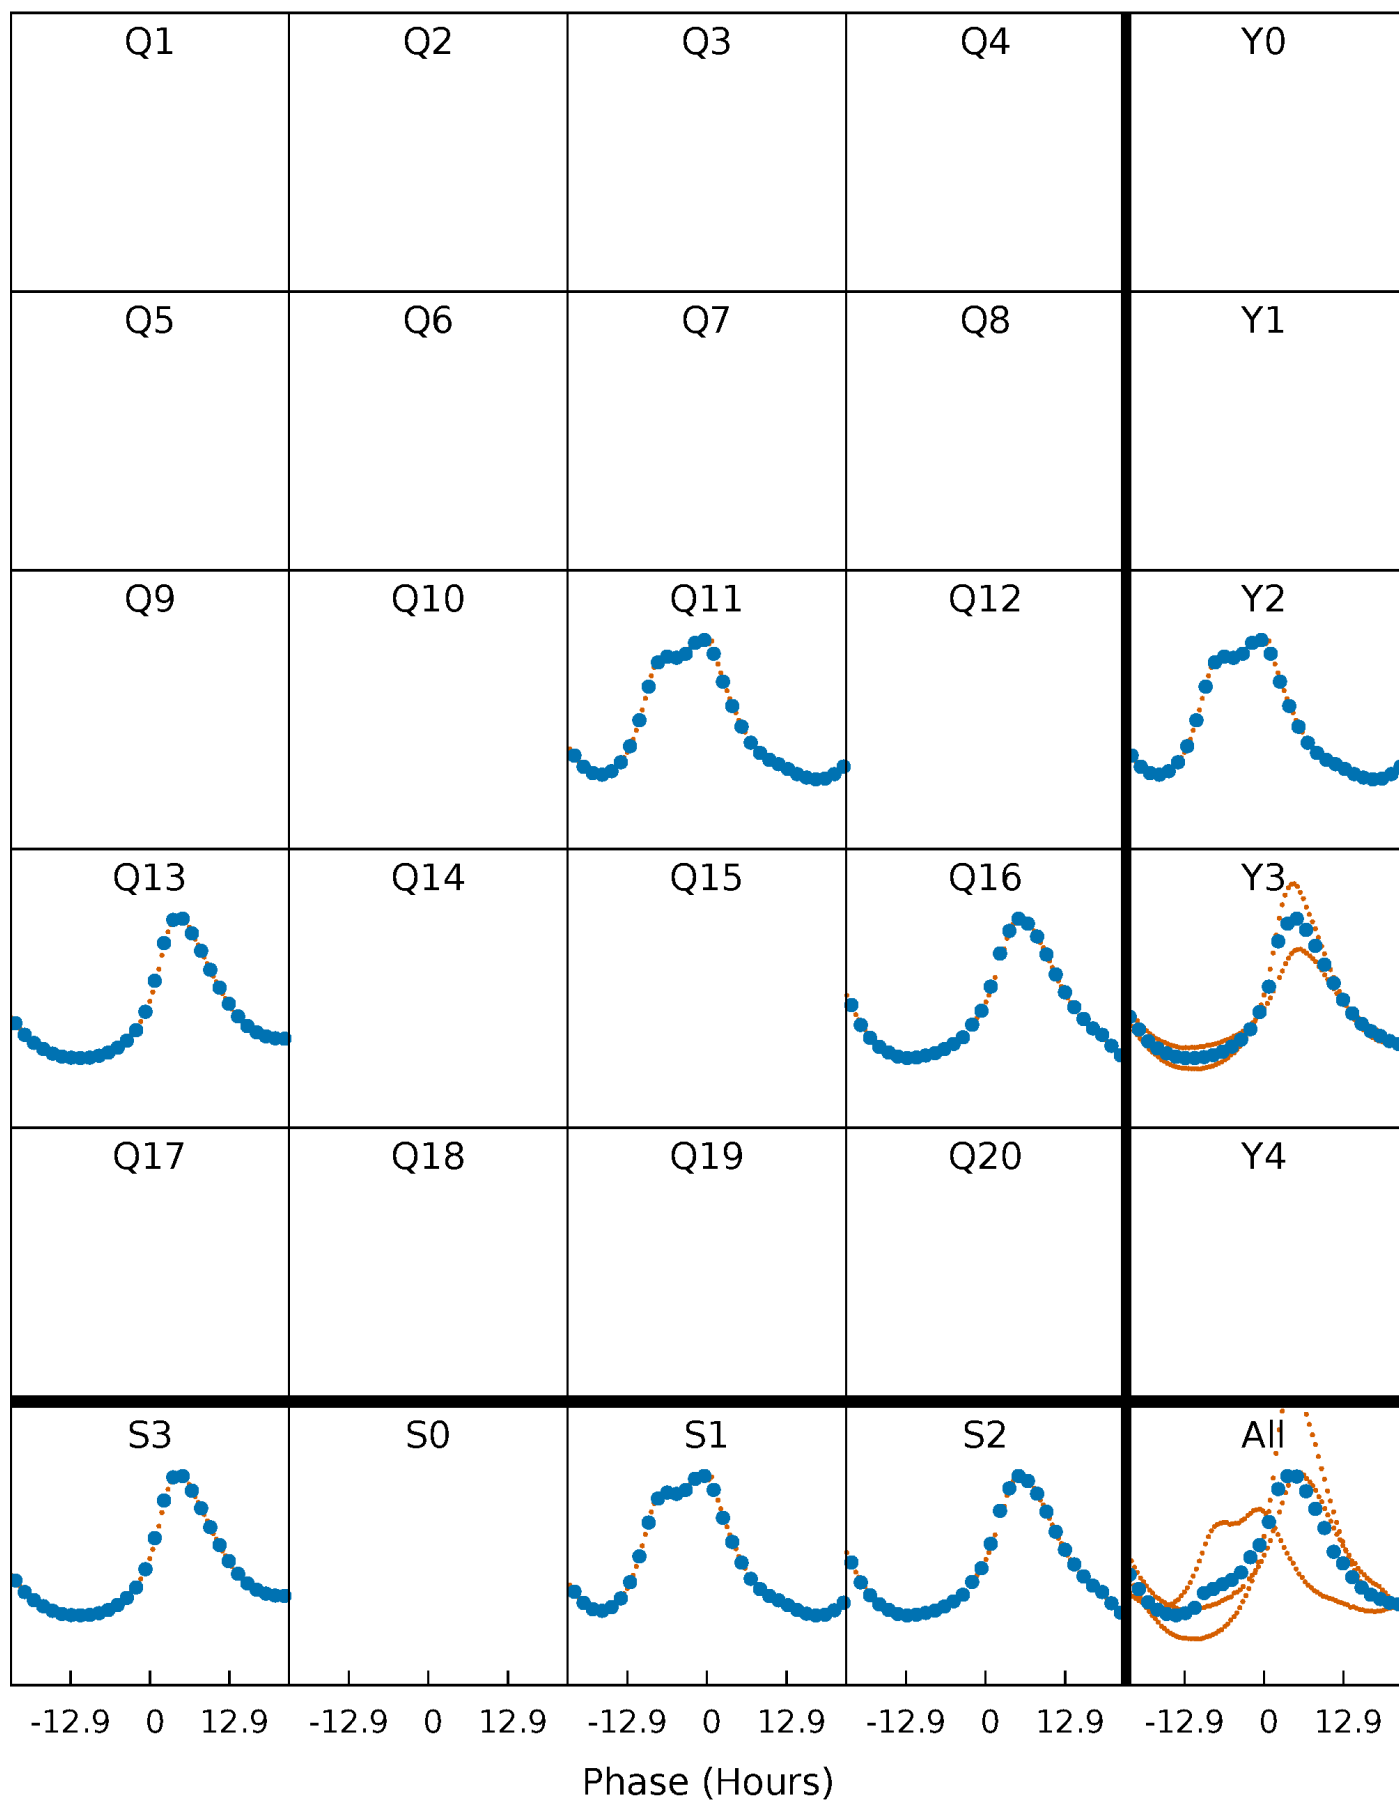 Q1 Q2 Q3 Q4 Y0
Q5 Q6 Q7 Q8 Y1
Q9 Q10 Q11 Q12 Y2
Q13 Q14 Q15 Q16 Y3
Q17 Q18 Q19 Q20 Y4
S3 S0 S1 S2 All
-12.9 0 12.9 -12.9 0 12.9 -12.9 0 12.9 -12.9 0 12.9 -12.9 0 12.9
Phase (Hours)